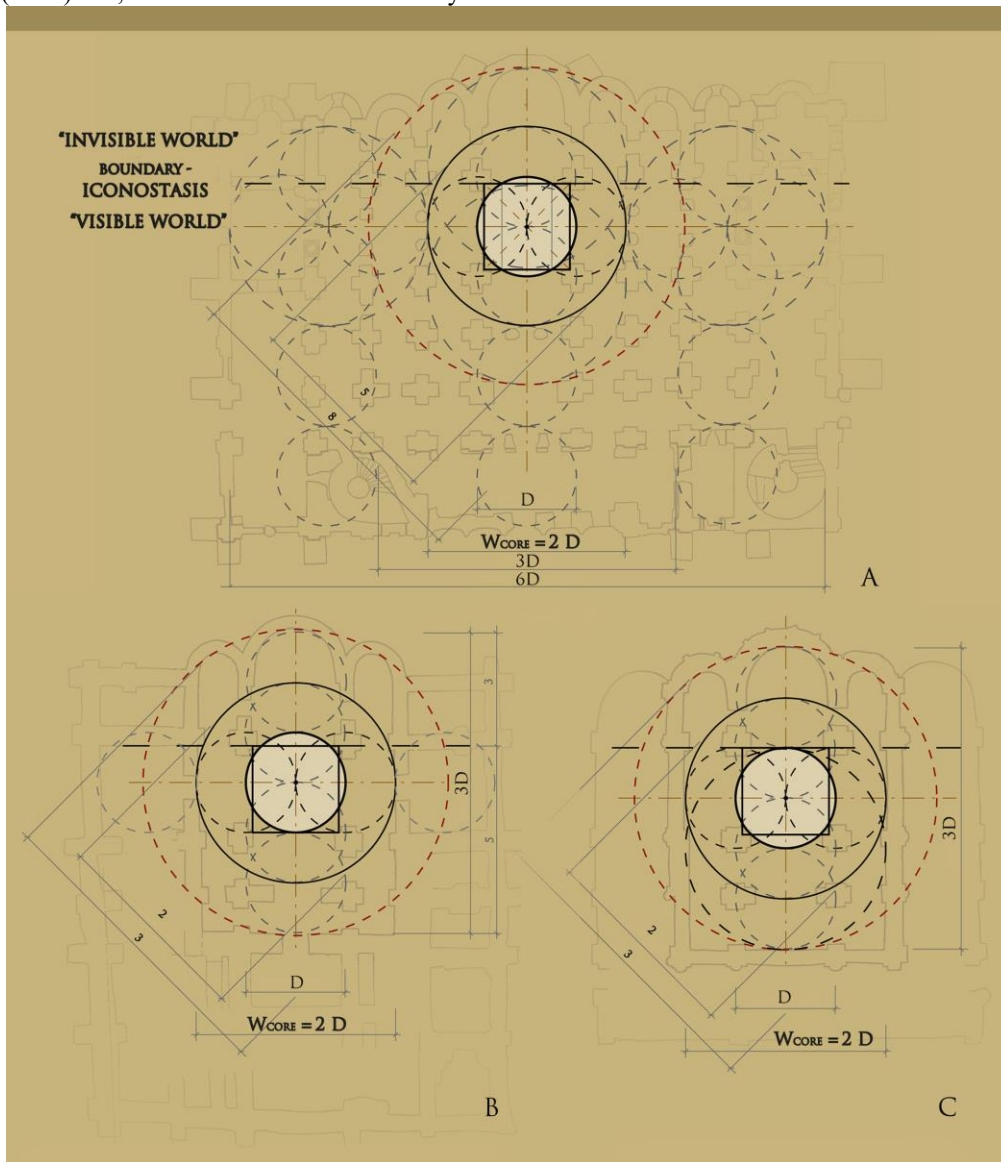 "INVISIBLE WORLD"
BOUNDARY -
ICONOSTASIS
"VISIBLE WORLD"
5
8
D
WCORE = 2 D
3D
6D
A
3
3D
5
2
3
D
WCORE = 2 D
B
3D
2
3
D
WCORE = 2 D
C